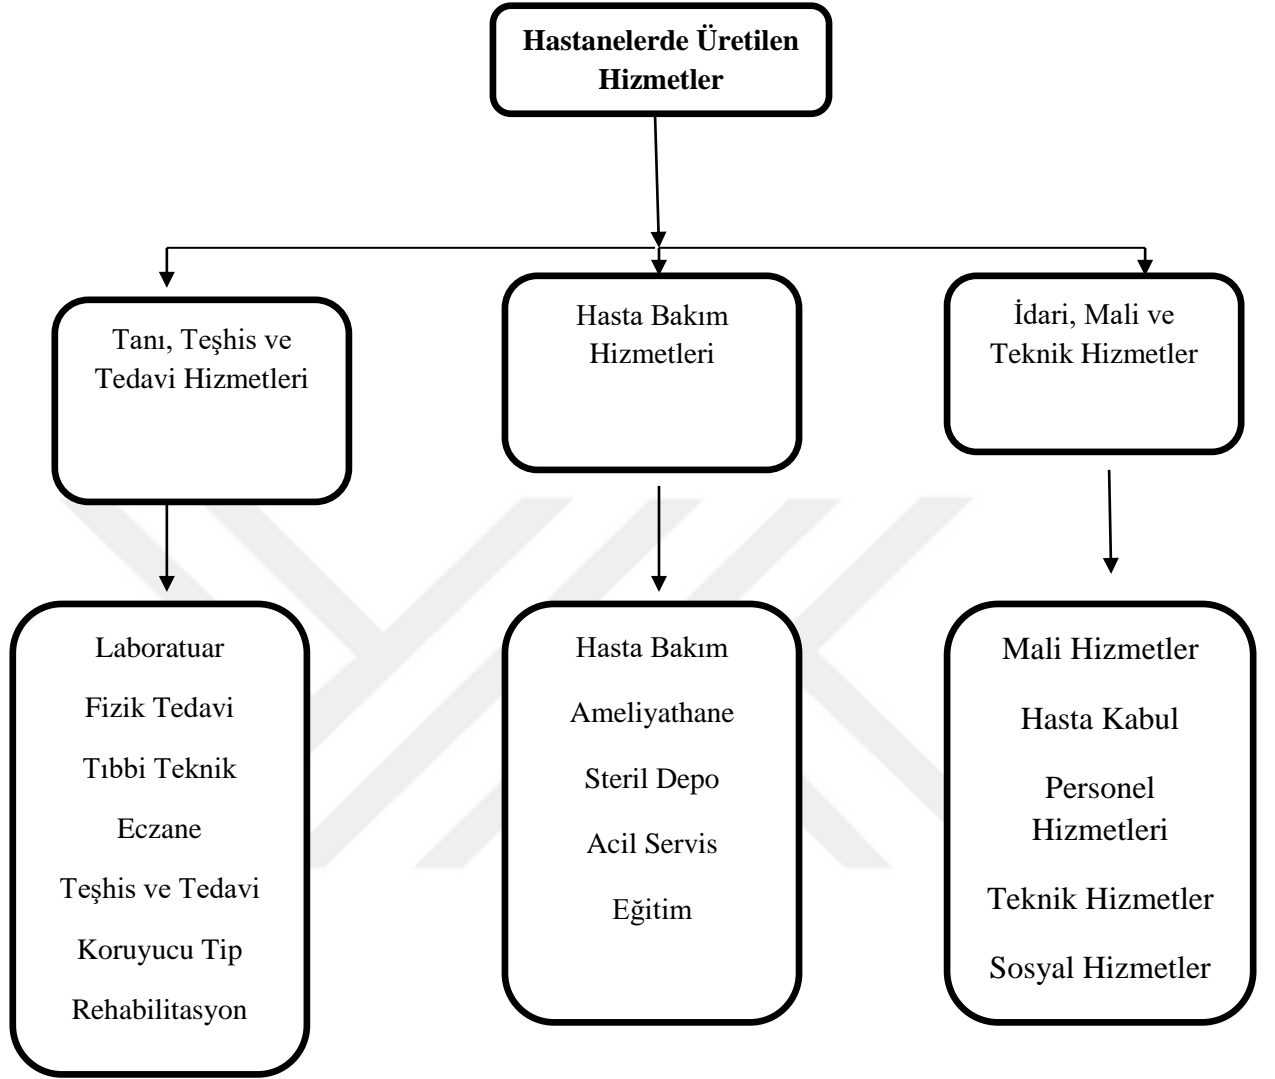 Hastanelerde Üretilen
Hizmetler
Tanı, Teşhis ve
Tedavi Hizmetleri
Hasta Bakım
Hizmetleri
İdari, Mali ve
Teknik Hizmetler
Laboratuar
Fizik Tedavi
Tıbbi Teknik
Eczane
Teşhis ve Tedavi
Koruyucu Tip
Rehabilitasyon
Hasta Bakım
Ameliyathane
Steril Depo
Acil Servis
Eğitim
Mali Hizmetler
Hasta Kabul
Personel
Hizmetleri
Teknik Hizmetler
Sosyal Hizmetler